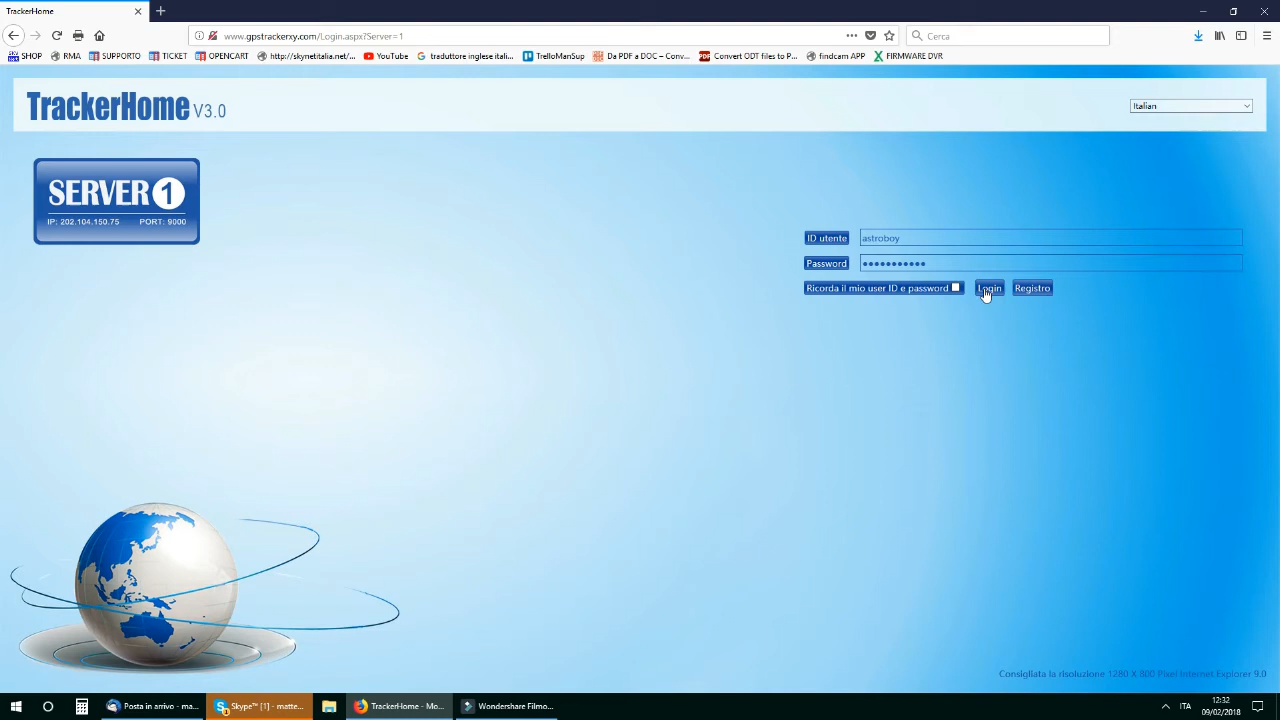 TrackerHome
www.gpstrackerxy.com/Login.aspx?Server=1
Cerca
SHOP RMA SUPPORTO TICKET OPENCART http://skynetitalia.net/... YouTube traduttore inglese itali... TrelloManSup Da PDF a DOC – Conv... Convert ODT files to P... findcam APP FIRMWARE DVR
TrackerHome V3.0
Italian
SERVER 1
IP: 202.104.150.75 PORT: 9000
ID utente astroboy
Password
Ricorda il mio user ID e password Login Registro
Consigliata la risoluzione 1280 X 800 Pixel Internet Explorer 9.0
Posta in arrivo - ma... Skype™ [1] - matte... TrackerHome - Mo... Wondershare Filmo... ITA 12:32
09/02/2018